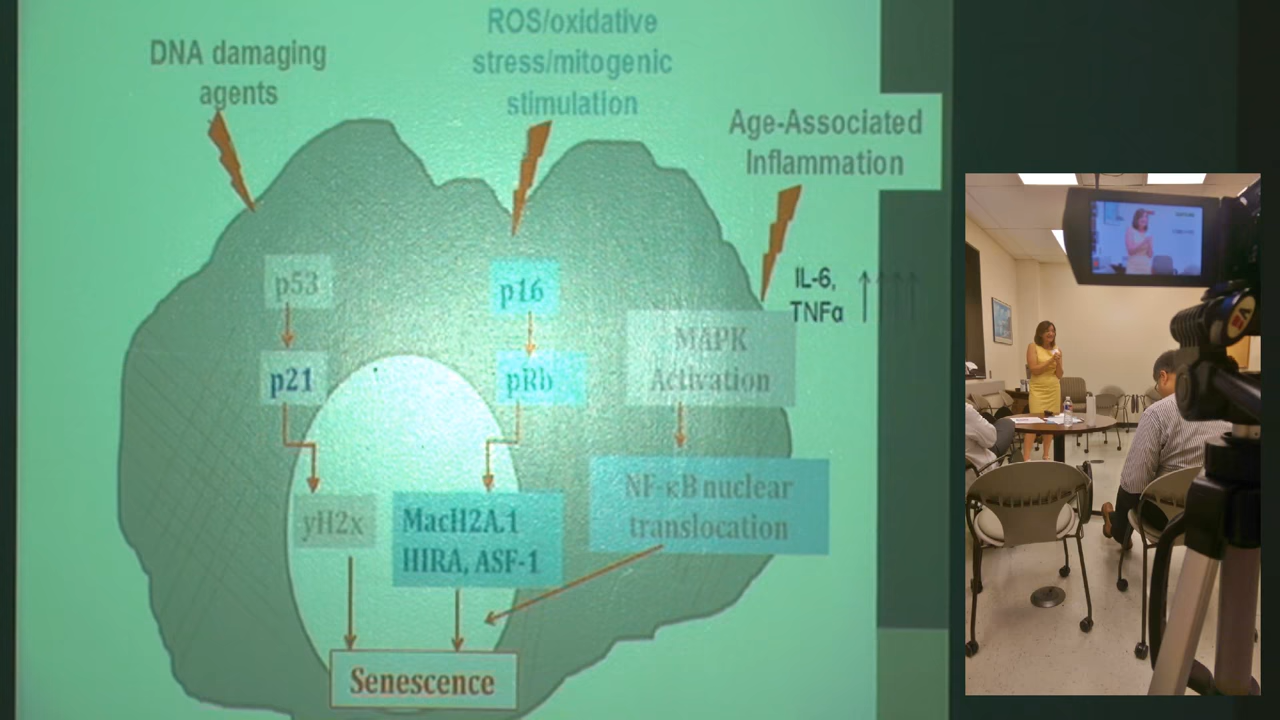 DNA damaging
agents
ROS/oxidative
stress/mitogenic
stimulation
Age-Associated
Inflammation
IL-6,
TNFα
p53
p16
MAPK
Activation
p21
pRb
yH2x
MacH2A.1
HIRA, ASF-1
NF-κB nuclear
translocation
Senescence